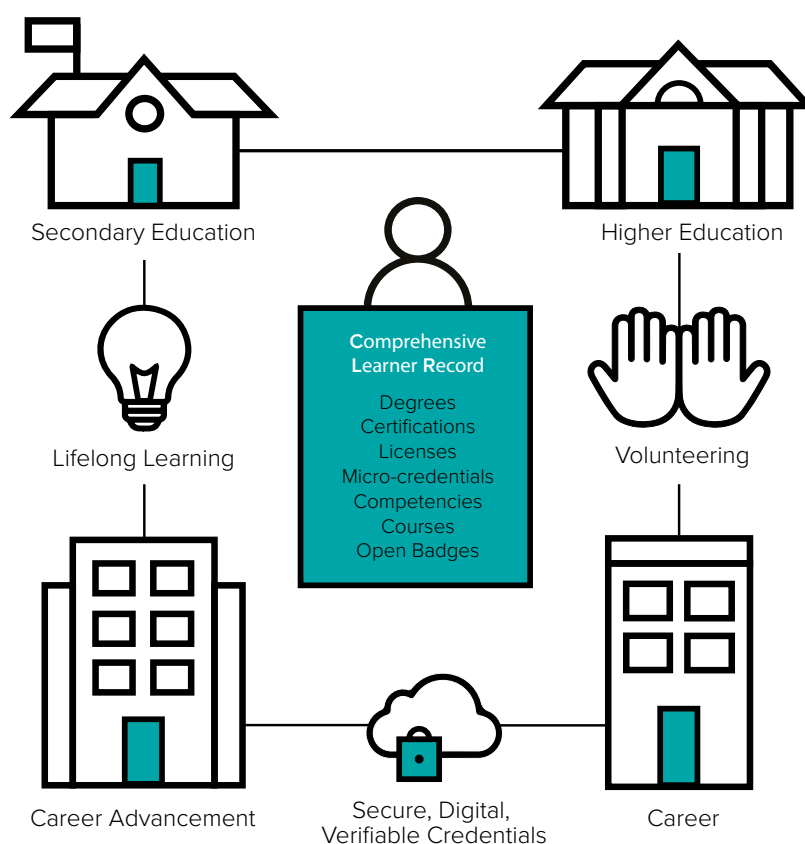 Secondary Education
Higher Education
Comprehensive
Learner Record
Degrees
Certifications
Licenses
Micro-credentials
Competencies
Courses
Open Badges
Lifelong Learning
Volunteering
Career Advancement
Secure, Digital,
Verifiable Credentials
Career